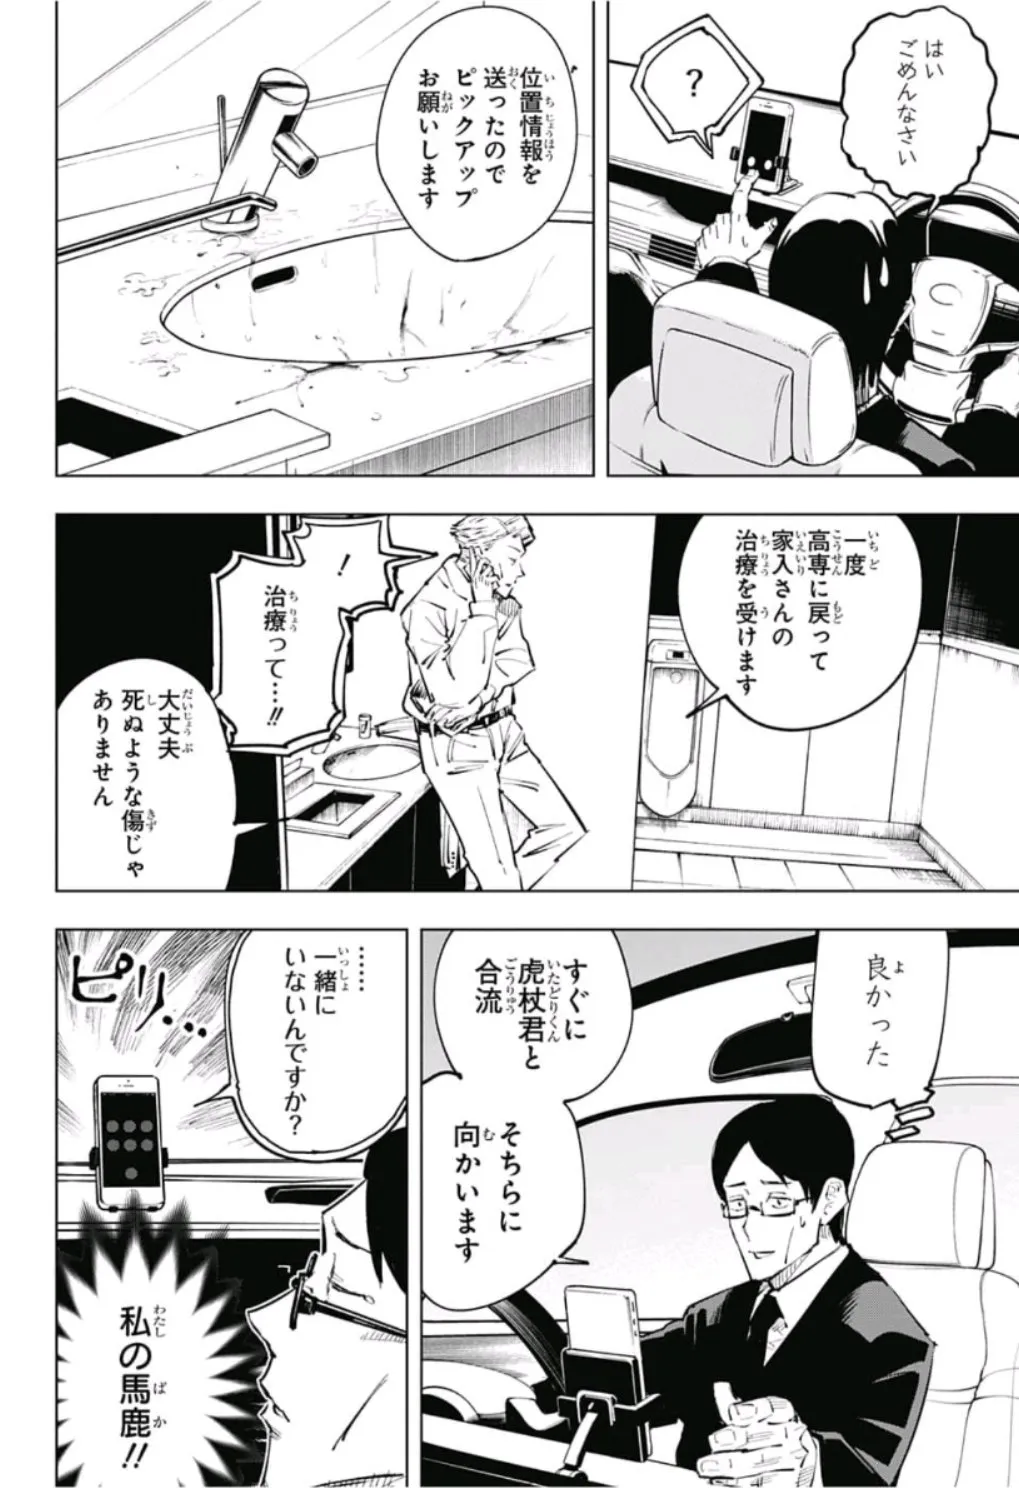 はい
ごめんなさい
?
位置情報を
送ったので
ピックアップ
お願いします
一度
高専に戻って
家入さんの
治療を受けます
!
治療って…!!
大丈夫
死ぬような傷じゃ
ありません
良かった
すぐに
虎杖君と
合流
そちらに
向かいます
……
一緒に
いないんですか?
ピリ…
私の馬鹿!!